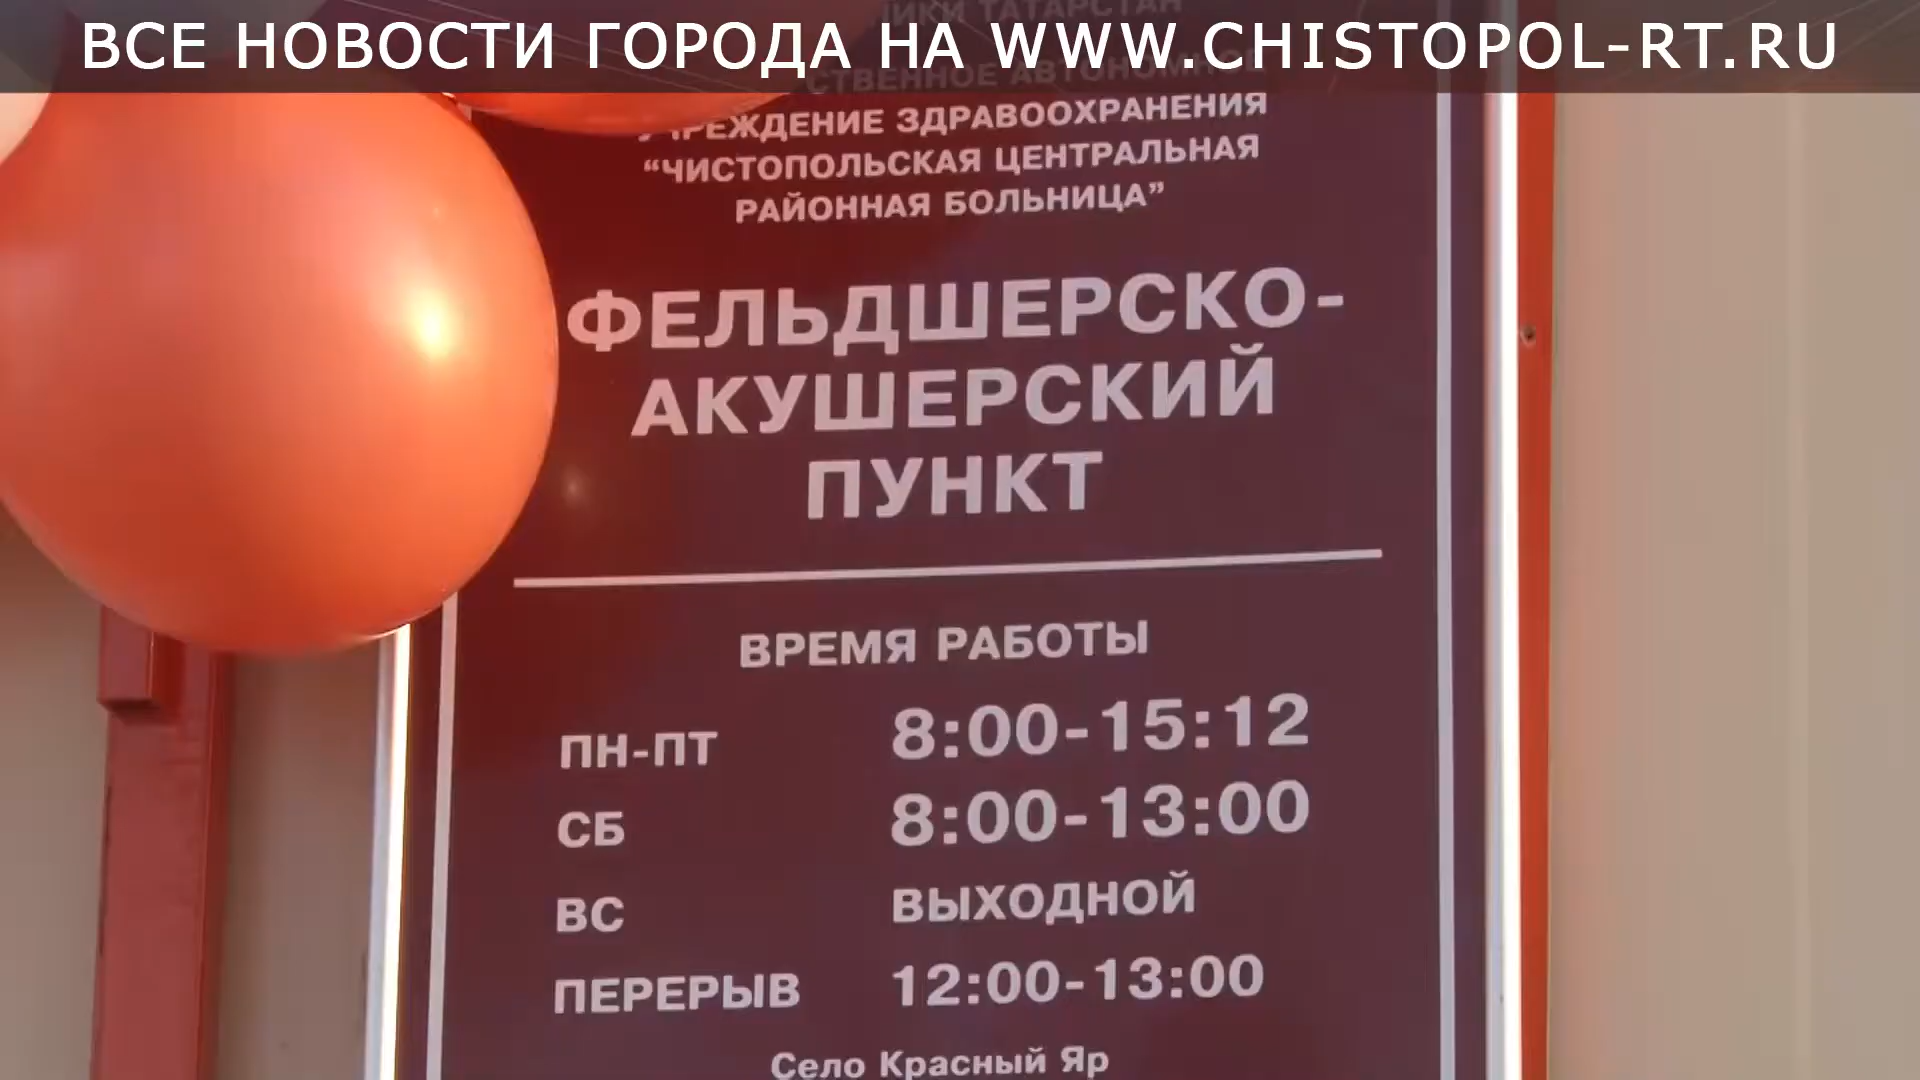 ВСЕ НОВОСТИ ГОРОДА НА WWW.CHISTOPOL-RT.RU
ТАТАРСТАН
АВТОНОМНОЕ
УЧРЕЖДЕНИЕ ЗДРАВООХРАНЕНИЯ
“ЧИСТОПОЛЬСКАЯ ЦЕНТРАЛЬНАЯ
РАЙОННАЯ БОЛЬНИЦА”
ФЕЛЬДШЕРСКО-
АКУШЕРСКИЙ
ПУНКТ
ВРЕМЯ РАБОТЫ
ПН-ПТ 8:00-15:12
СБ 8:00-13:00
ВС ВЫХОДНОЙ
ПЕРЕРЫВ 12:00-13:00
Село Красный Яр